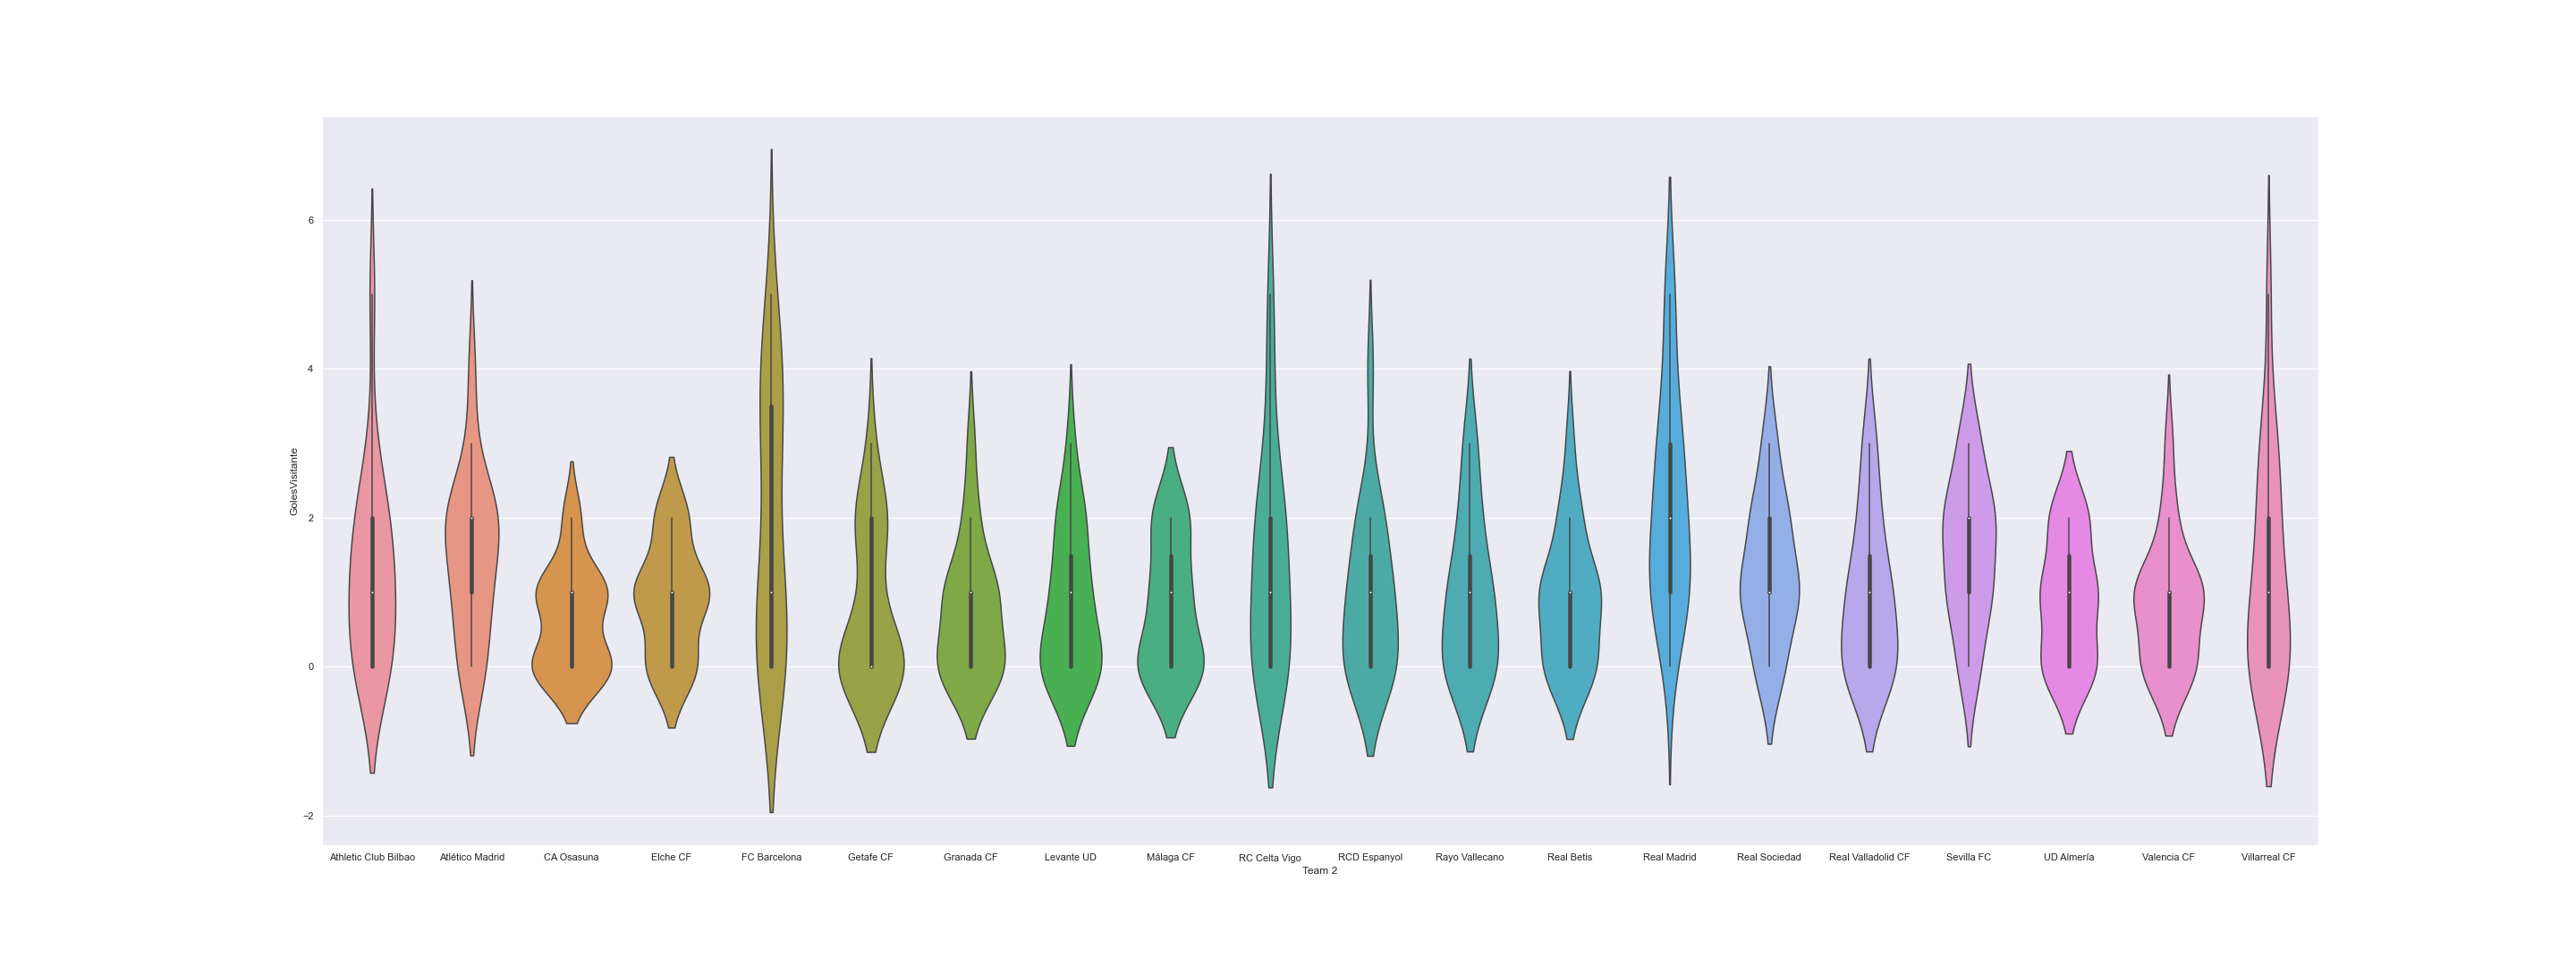 6
4
2
0
−2
GolesVisitante
Athletic Club Bilbao Atlético Madrid CA Osasuna Elche CF FC Barcelona Getafe CF Granada CF Levante UD Málaga CF RC Celta Vigo RCD Espanyol Rayo Vallecano Real Betis Real Madrid Real Sociedad Real Valladolid CF Sevilla FC UD Almería Valencia CF Villarreal CF
Team 2